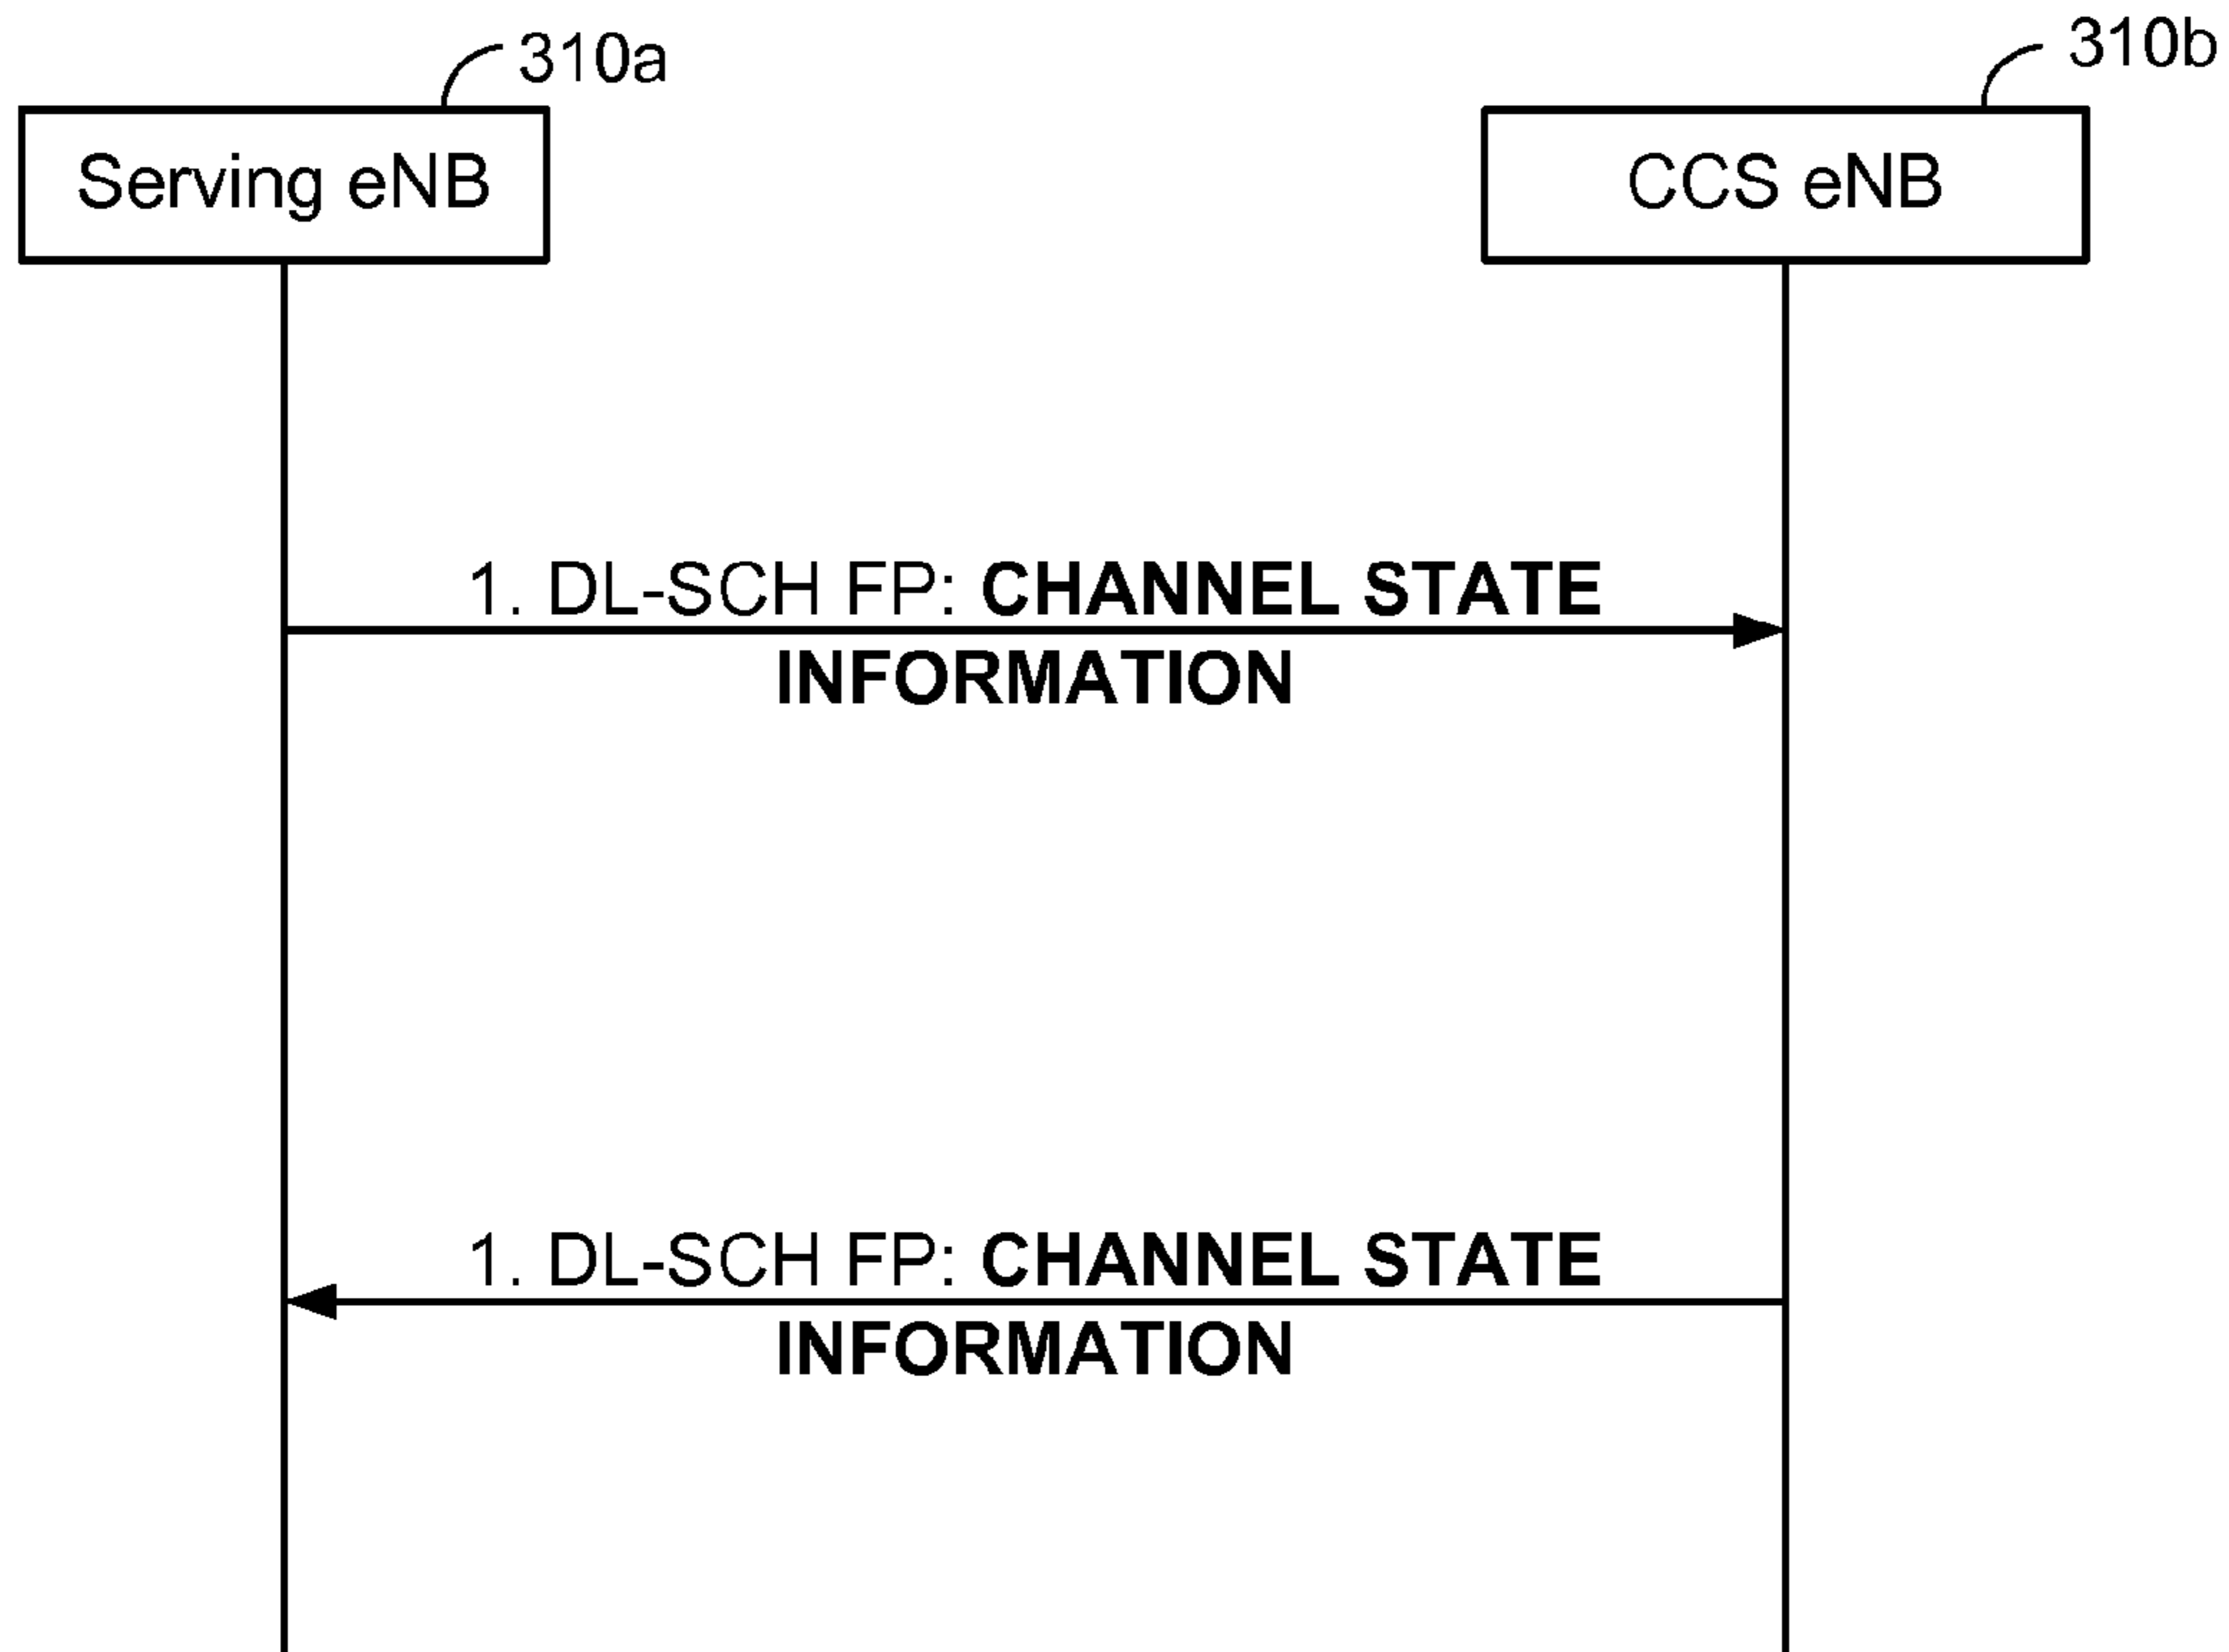 310a
310b
Serving eNB
CCS eNB
1. DL-SCH FP: CHANNEL STATE
INFORMATION
1. DL-SCH FP: CHANNEL STATE
INFORMATION